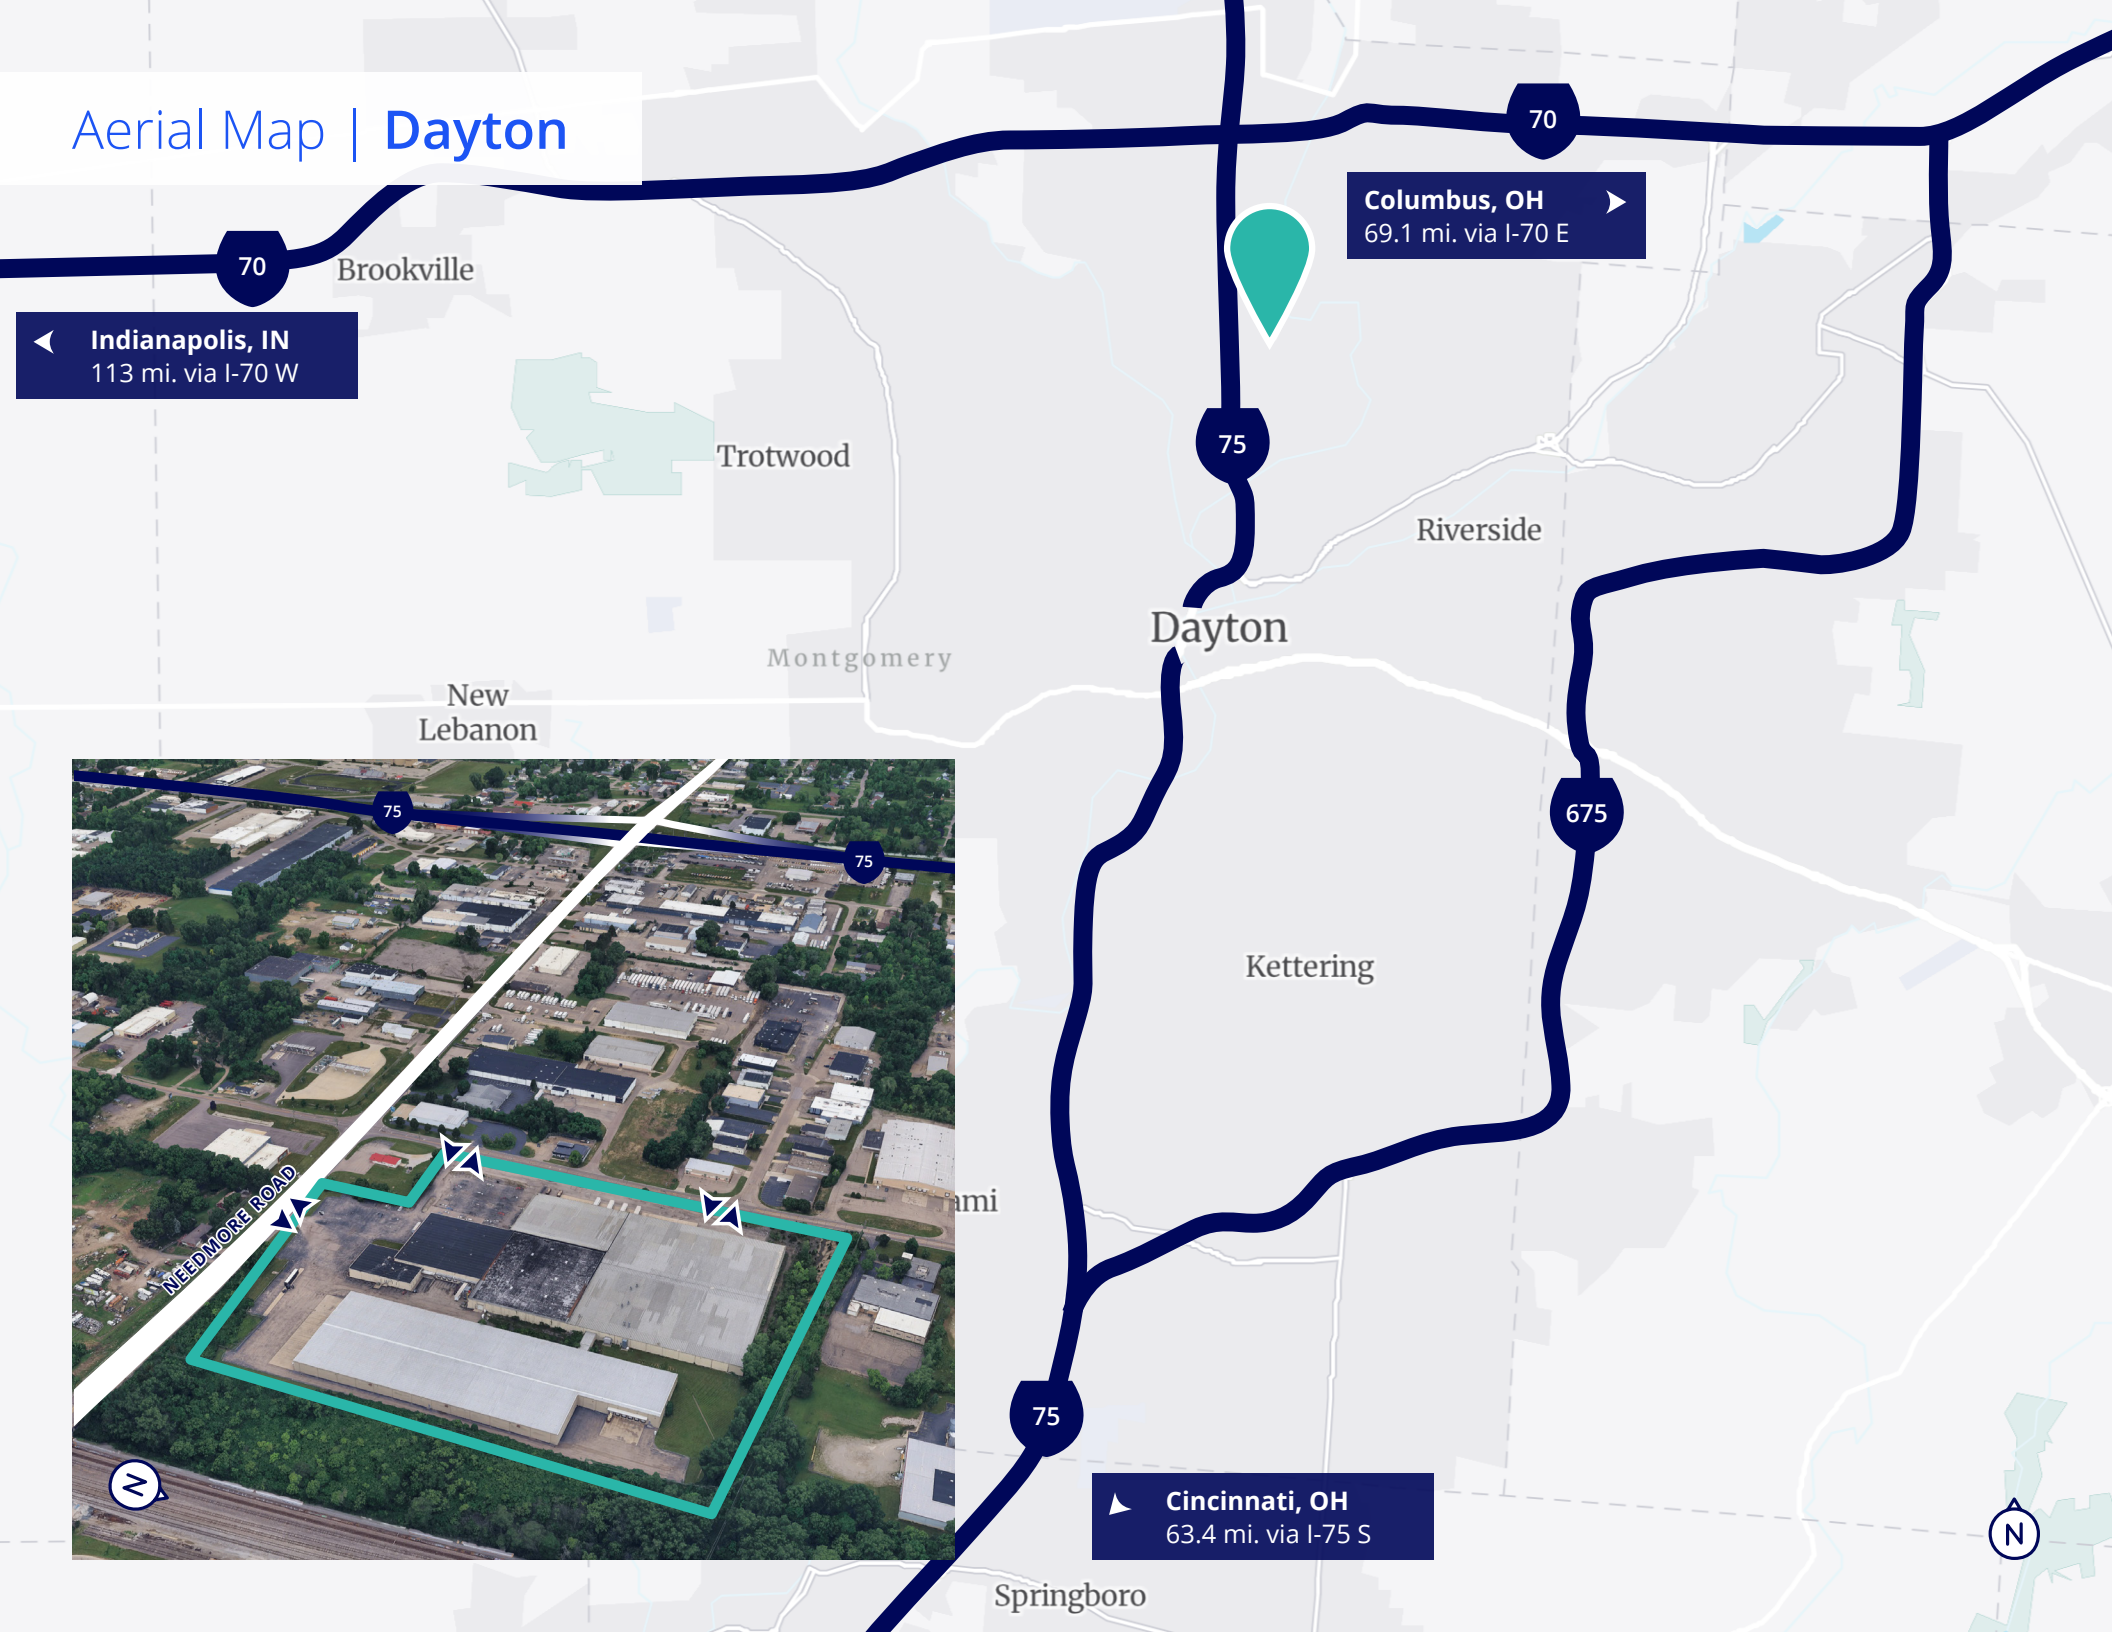 Aerial Map | Dayton
70
70
Columbus, OH
69.1 mi. via I-70 E
Brookville
Indianapolis, IN
113 mi. via I-70 W
75
Trotwood
Riverside
Dayton
Montgomery
New
Lebanon
75
75
675
Kettering
NEEDMORE ROAD
ami
75
N
Cincinnati, OH
63.4 mi. via I-75 S
N
Springboro